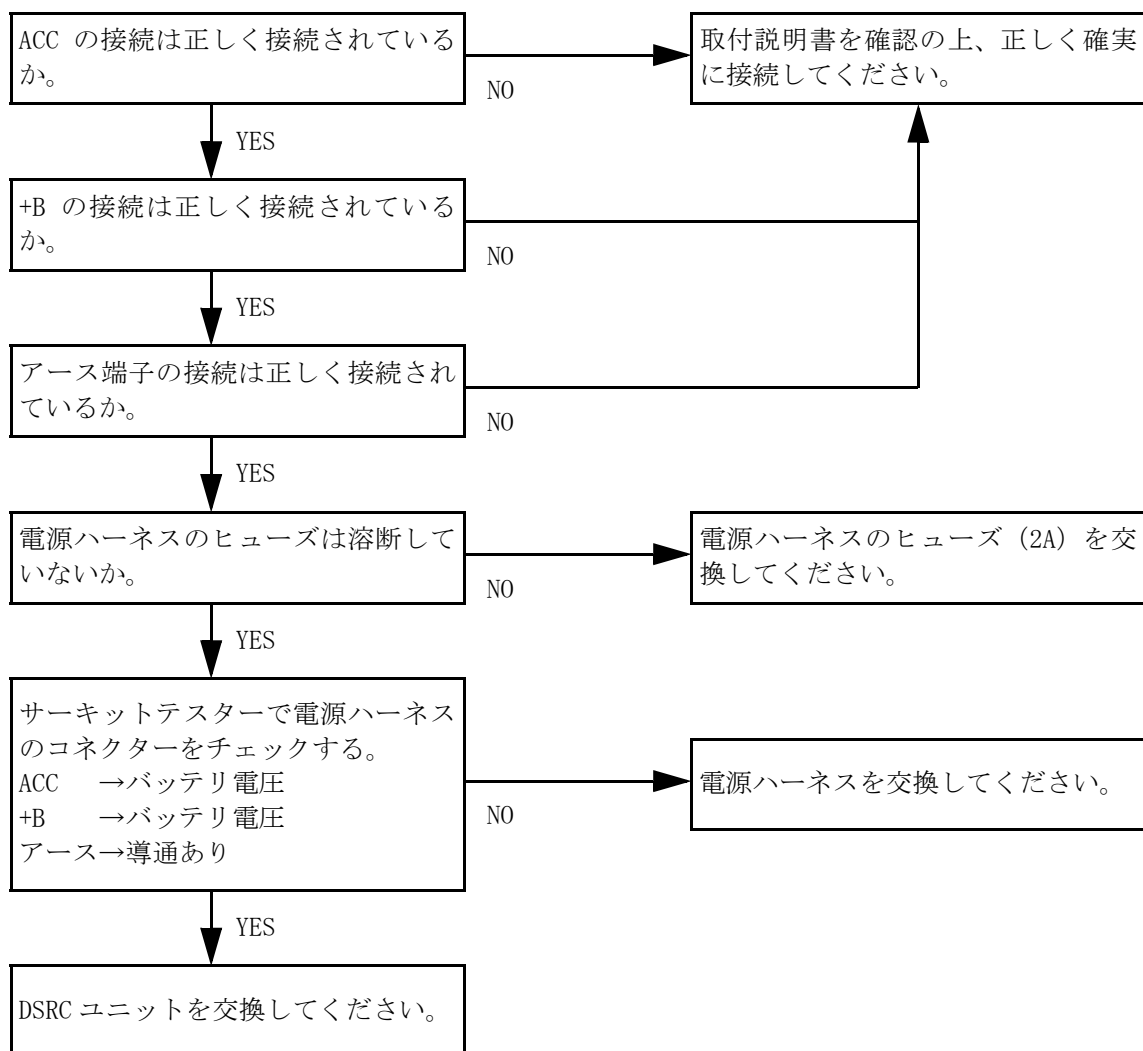 ACC の接続は正しく接続されている
か。
NO
取付説明書を確認の上、正しく確実
に接続してください。
YES
+B の接続は正しく接続されている
か。
NO
YES
アース端子の接続は正しく接続され
ているか。
NO
YES
電源ハーネスのヒューズは溶断して
いないか。
NO
電源ハーネスのヒューズ (2A) を交
換してください。
YES
サーキットテスターで電源ハーネス
のコネクターをチェックする。
ACC →バッテリ電圧
+B →バッテリ電圧
アース→導通あり
NO
電源ハーネスを交換してください。
YES
DSRC ユニットを交換してください。